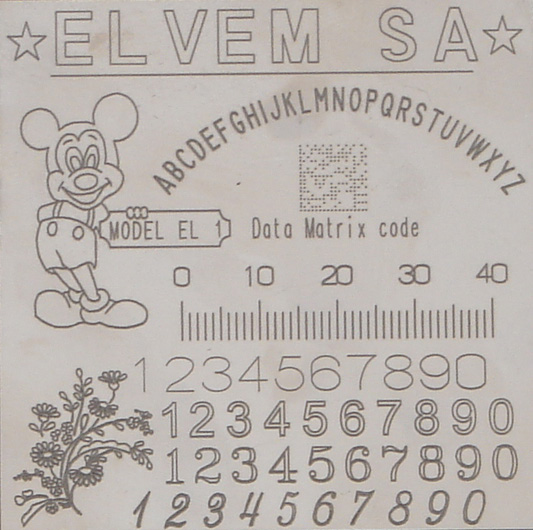 ELVEM SA
ABCDEFGHIJKLMNOPQRSTUVWXYZ
MODEL EL 1
Data Matrix code
0 10 20 30 40
1234567890
1234567890
1234567890
1234567890